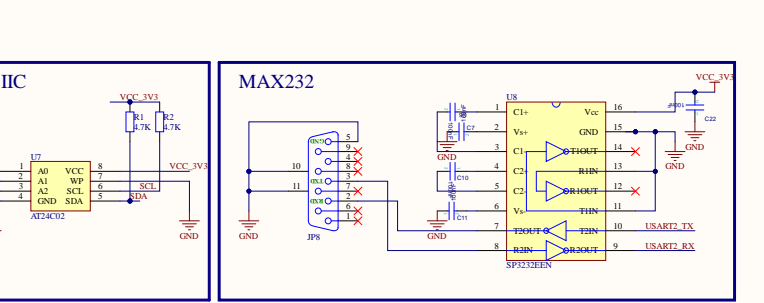 IIC
VCC_3V3
R1
4.7K
R2
4.7K
U7
1 A0 VCC 8 VCC_3V3
2 A1 WP 7
3 A2 SCL 6 SCL
4 GND SDA 5 SDA
AT24C02
GND
MAX232
GND
10
11
5 GND
9
4
8
3 TXD
7
2 RXD
6
1
JP8
C7
GND
C10
C11
GND
U8
1 C1+ Vcc 16
2 Vs+ GND 15
3 C1- T1OUT 14
4 C2+ R1IN 13
5 C2- R1OUT 12
6 Vs- T1IN 11
7 T2OUT T2IN 10 USART2_TX
8 R2IN R2OUT 9 USART2_RX
SP3232EEN
VCC_3V3
C22
GND
GND